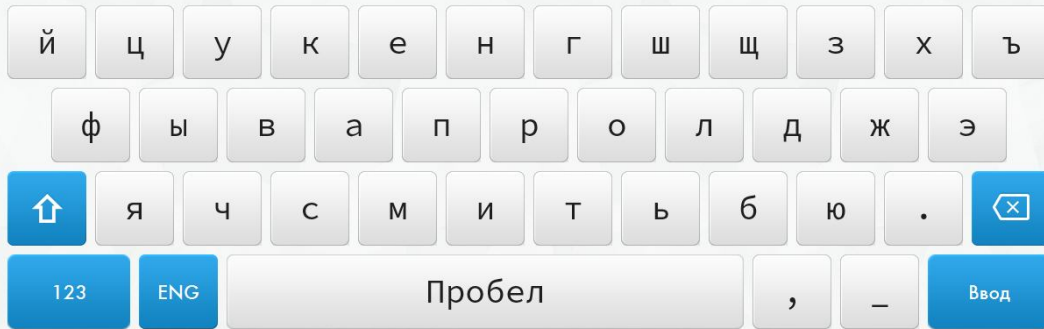 й ц у к е н г ш щ з х ъ
ф ы в а п р о л д ж э
я ч с м и т ь б ю .
123 ENG Пробел , _ Ввод